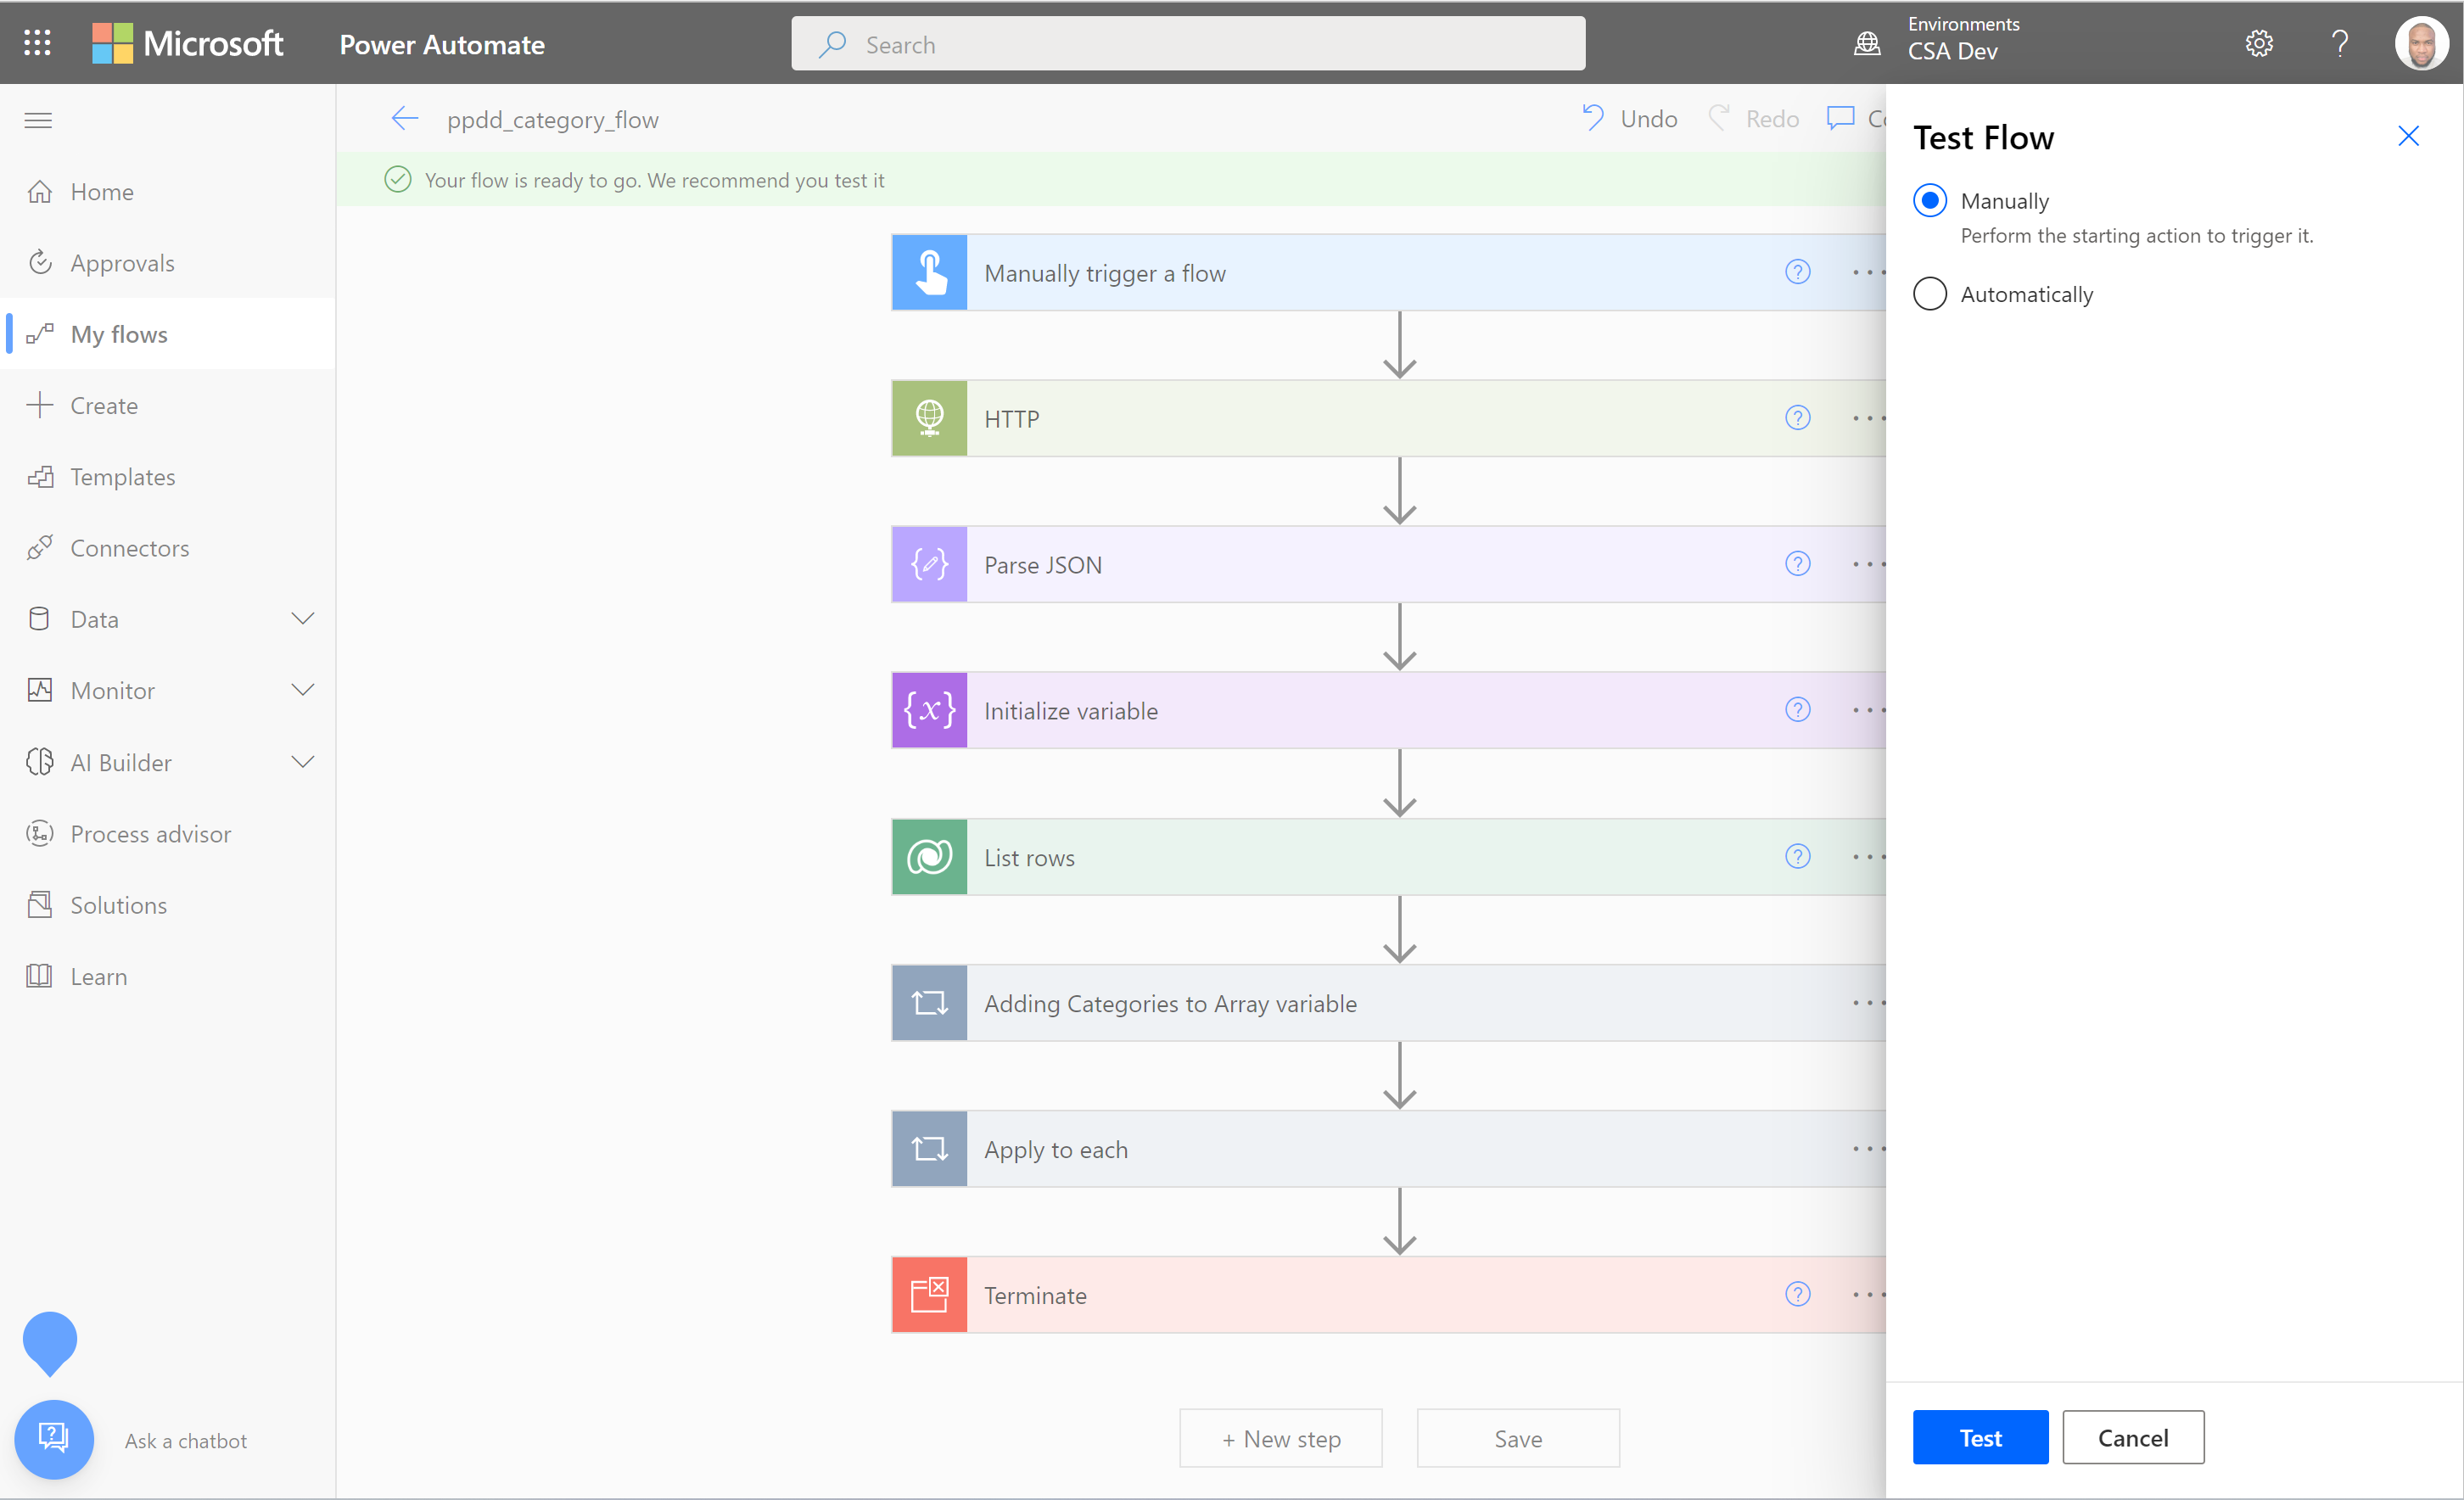 Microsoft
Power Automate
Search
Environments
CSA Dev
ppdd_category_flow
Undo
Redo
Your flow is ready to go. We recommend you test it
Home
Approvals
My flows
Create
Templates
Connectors
Data
Monitor
AI Builder
Process advisor
Solutions
Learn
Ask a chatbot
Manually trigger a flow
HTTP
Parse JSON
{x} Initialize variable
List rows
Adding Categories to Array variable
Apply to each
Terminate
+ New step
Save
Test Flow
Manually
Perform the starting action to trigger it.
Automatically
Test
Cancel